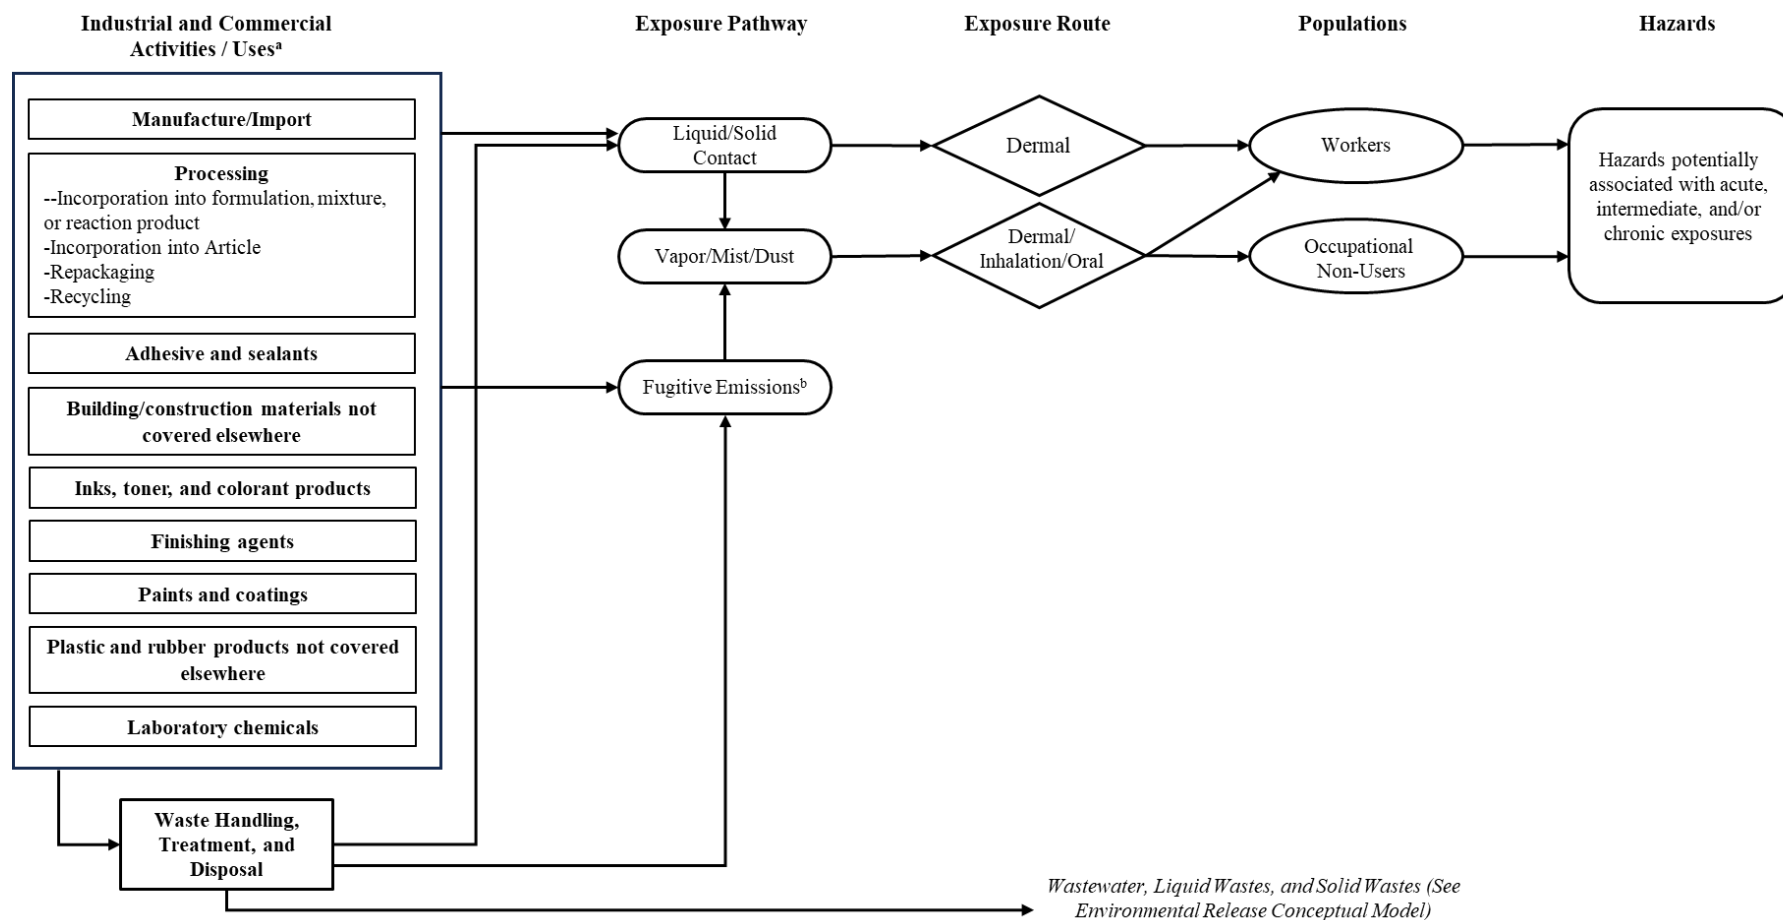 Industrial and Commercial
Activities / Usesᵃ
Exposure Pathway
Exposure Route
Populations
Hazards
Manufacture/Import
Processing
--Incorporation into formulation, mixture,
or reaction product
-Incorporation into Article
-Repackaging
-Recycling
Adhesive and sealants
Building/construction materials not
covered elsewhere
Inks, toner, and colorant products
Finishing agents
Paints and coatings
Plastic and rubber products not covered
elsewhere
Laboratory chemicals
Waste Handling,
Treatment, and
Disposal
Liquid/Solid
Contact
Vapor/Mist/Dust
Fugitive Emissionsᵇ
Dermal
Dermal/
Inhalation/Oral
Workers
Occupational
Non-Users
Hazards potentially
associated with acute,
intermediate, and/or
chronic exposures
Wastewater, Liquid Wastes, and Solid Wastes (See
Environmental Release Conceptual Model)